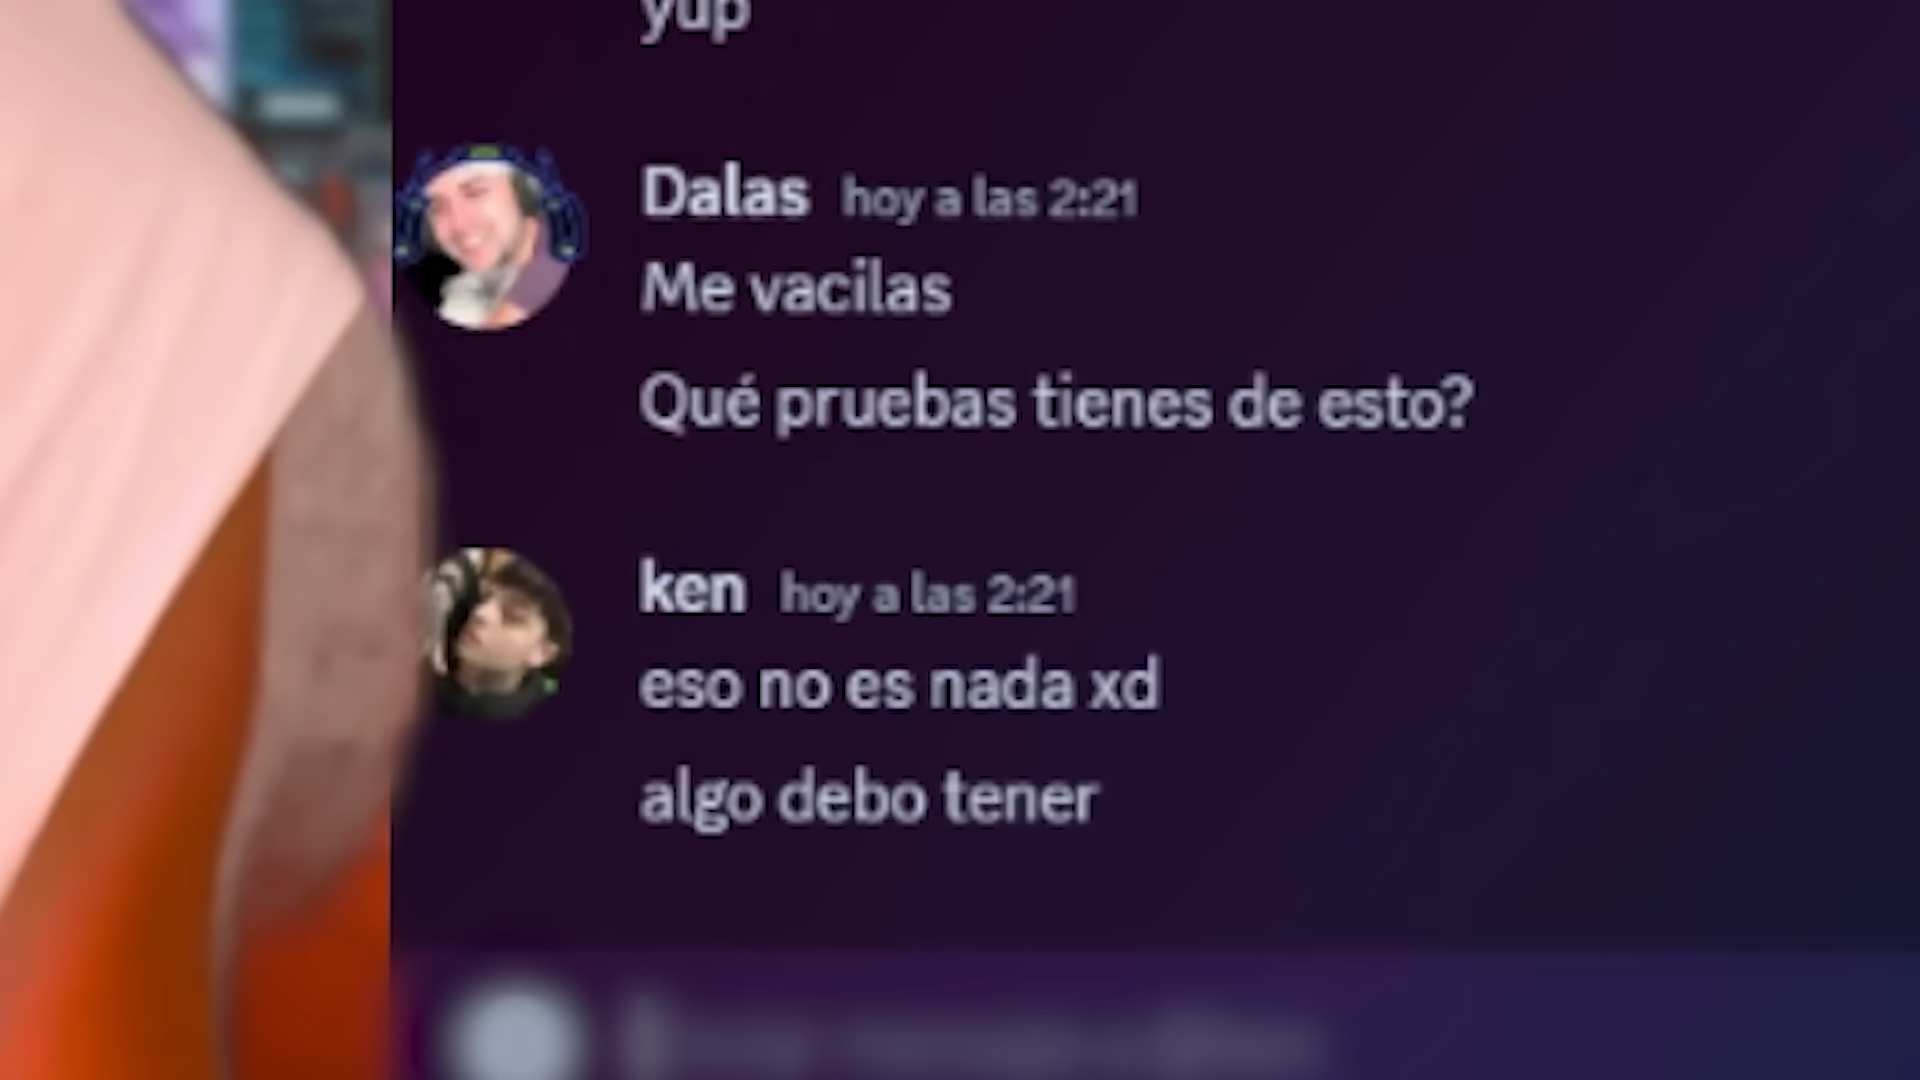 yup
Dalas hoy a las 2:21
Me vacilas
Qué pruebas tienes de esto?
ken hoy a las 2:21
eso no es nada xd
algo debo tener